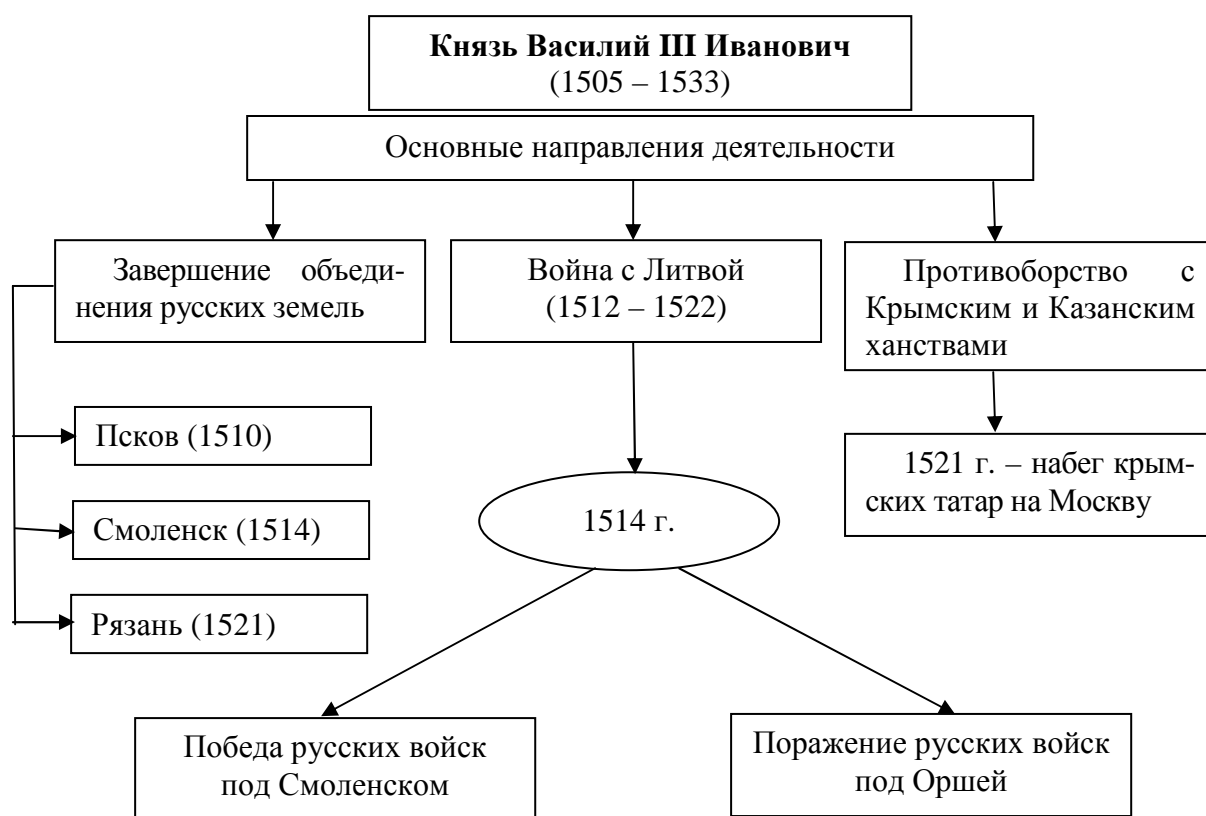 Князь Василий III Иванович
(1505 – 1533)
Основные направления деятельности
Завершение объеди-
нения русских земель
Война с Литвой
(1512 – 1522)
Противоборство с
Крымским и Казанским
ханствами
Псков (1510)
Смоленск (1514)
Рязань (1521)
1514 г.
1521 г. – набег крым-
ских татар на Москву
Победа русских войск
под Смоленском
Поражение русских войск
под Оршей